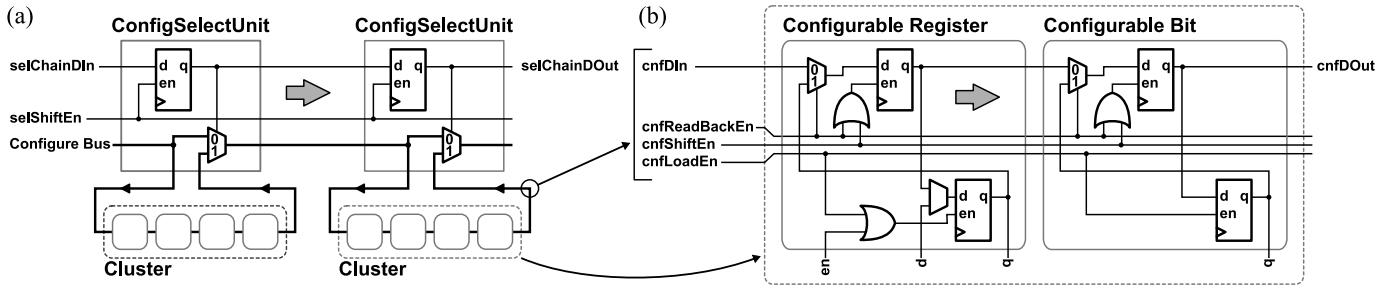 (a)
ConfigSelectUnit
ConfigSelectUnit
selChainDIn
d q
en
d q
en
selChainDOut
selShiftEn
Configure Bus
0
1
0
1
Cluster
Cluster
(b)
Configurable Register
Configurable Bit
cnfDIn
0
1
d q
en
0
1
d q
en
cnfDOut
cnfReadBackEn
cnfShiftEn
cnfLoadEn
d q
en
d q
en
en
d
q
q